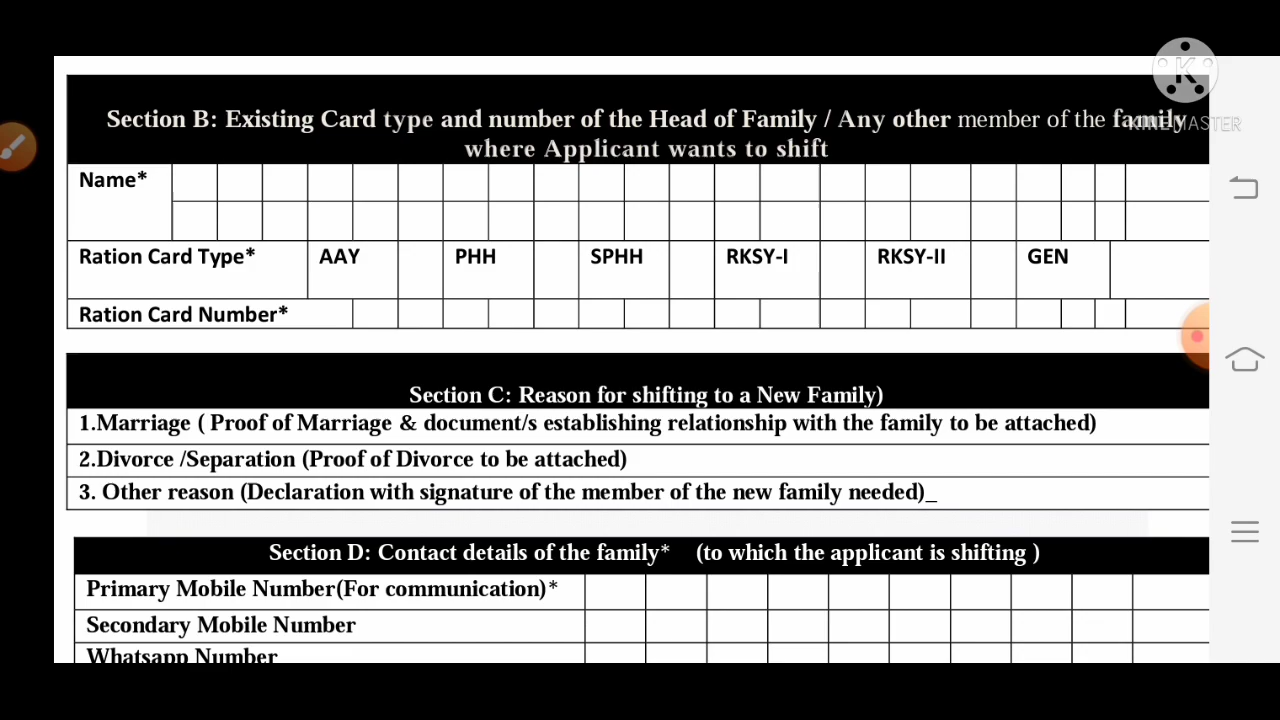 Section B: Existing Card type and number of the Head of Family / Any other member of the family
where Applicant wants to shift
Name*
Ration Card Type* AAY PHH SPHH RKSY-I RKSY-II GEN
Ration Card Number*
Section C: Reason for shifting to a New Family)
1.Marriage ( Proof of Marriage & document/s establishing relationship with the family to be attached)
2.Divorce /Separation (Proof of Divorce to be attached)
3. Other reason (Declaration with signature of the member of the new family needed)_
Section D: Contact details of the family* (to which the applicant is shifting )
Primary Mobile Number(For communication)*
Secondary Mobile Number
Whatsapp Number
K
KINEMASTER